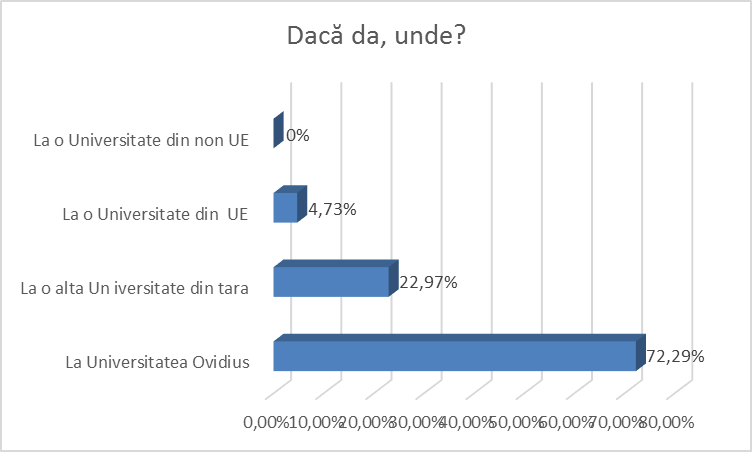 Dacă da, unde?
La o Universitate din non UE
0%
La o Universitate din  UE
4,73%
La o alta Un iversitate din tara
22,97%
La Universitatea Ovidius
72,29%
0,00% 10,00% 20,00% 30,00% 40,00% 50,00% 60,00% 70,00% 80,00%